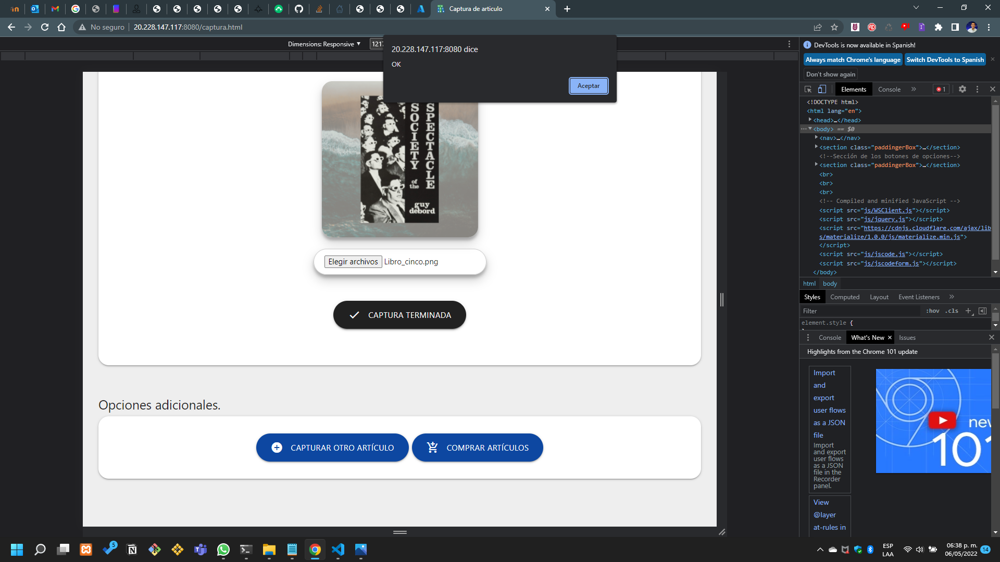 Captura de articulo
No seguro
20.228.147.117:8080/captura.html
Dimensions: Responsive
1217
20.228.147.117:8080 dice
OK
Aceptar
SOCIETY
of the
SPECTACLE
guy
debord
Elegir archivos Libro_cinco.png
CAPTURA TERMINADA
Opciones adicionales.
CAPTURAR OTRO ARTÍCULO
COMPRAR ARTÍCULOS
DevTools is now available in Spanish!
Always match Chrome's language
Switch DevTools to Spanish
Don't show again
Elements
Console
1
<!DOCTYPE html>
<html lang="en">
<head>…</head>
<body> == $0
<nav>…</nav>
<section class="paddingerBox">…</section>
<!--Sección de los botones de opciones-->
<section class="paddingerBox">…</section>
<br>
<br>
<br>
<!-- Compiled and minified JavaScript -->
<script src="js/WSClient.js"></script>
<script src="js/jquery.js"></script>
<script src="https://cdnjs.cloudflare.com/ajax/lib
s/materialize/1.0.0/js/materialize.min.js">
</script>
<script src="js/jscode.js"></script>
<script src="js/jscodeform.js"></script>
</body>
html
body
Styles
Computed
Layout
Event Listeners
Filter
:hov
.cls
element.style {
Console
What's New
Issues
Highlights from the Chrome 101 update
Import
and
export
user flows
as a JSON
file
Import
and export
user flows
as a JSON
file in the
Recorder
panel.
new
101
View
@layer
at-rules in
5
ESP
LAA
06:38 p. m.
06/05/2022
14